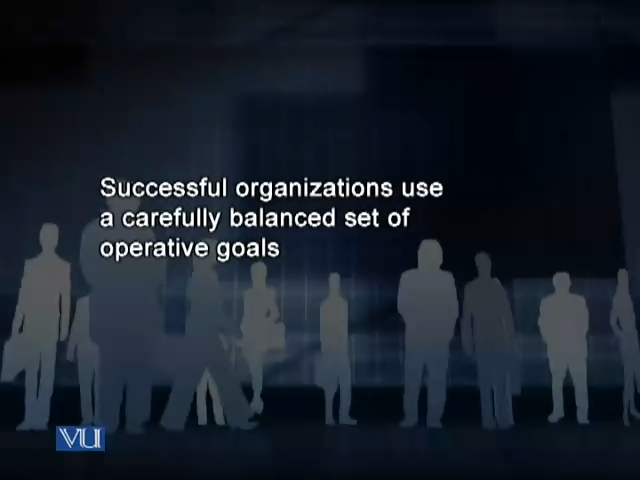 Successful organizations use
a carefully balanced set of
operative goals
VU